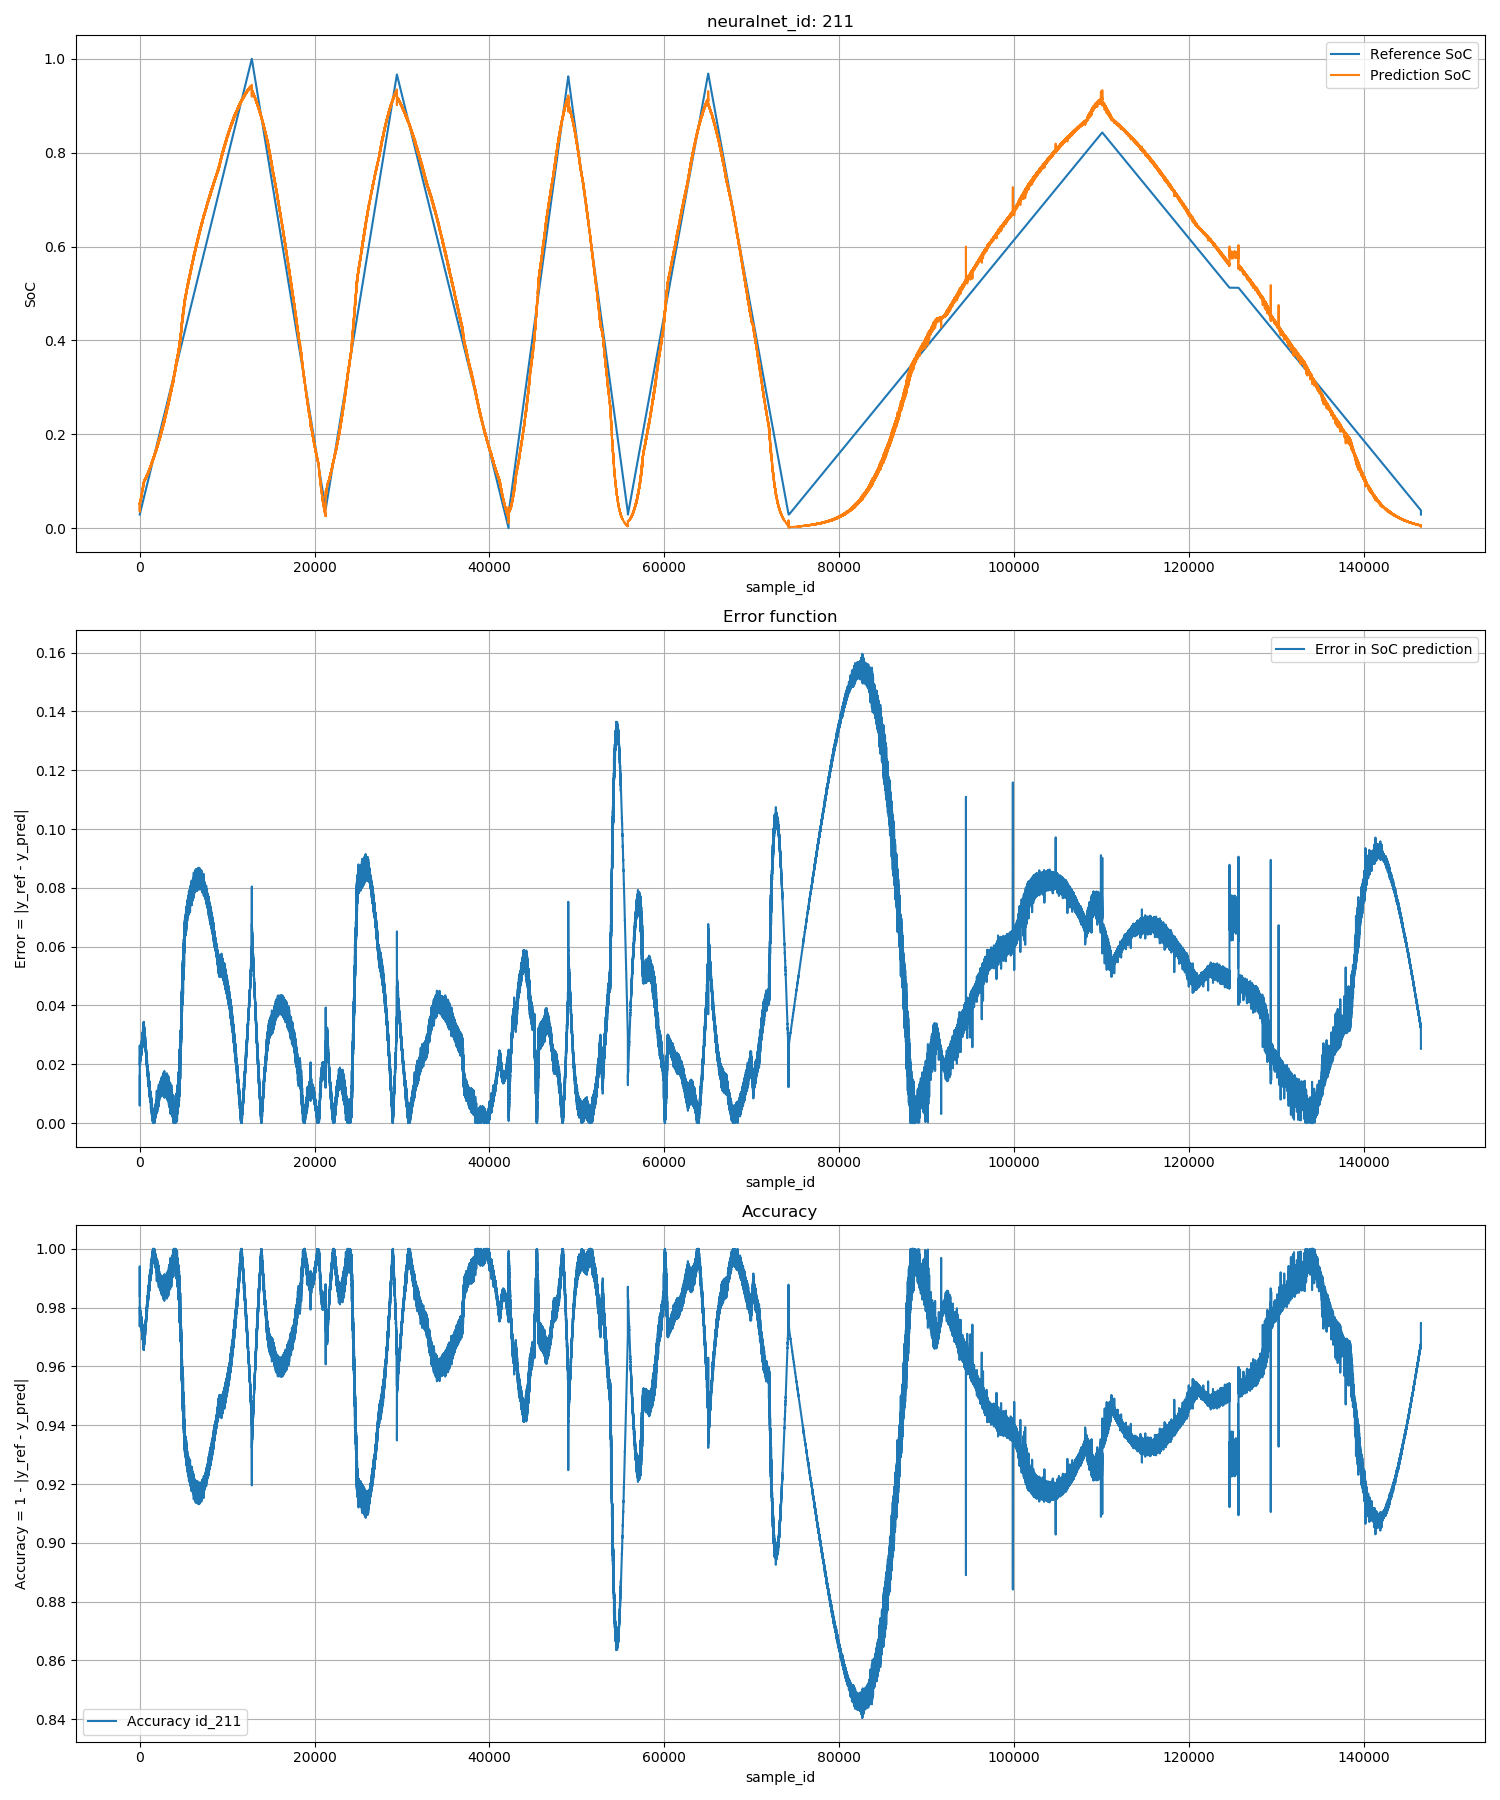 neuralnet_id: 211
Reference SoC
Prediction SoC
1.0
0.8
0.6
0.4
0.2
0.0
SoC
0 20000 40000 60000 80000 100000 120000 140000
sample_id
Error function
Error in SoC prediction
0.16
0.14
0.12
0.10
0.08
0.06
0.04
0.02
0.00
Error = |y_ref - y_pred|
0 20000 40000 60000 80000 100000 120000 140000
sample_id
Accuracy
1.00
0.98
0.96
0.94
0.92
0.90
0.88
0.86
0.84
Accuracy = 1 - |y_ref - y_pred|
Accuracy id_211
0 20000 40000 60000 80000 100000 120000 140000
sample_id